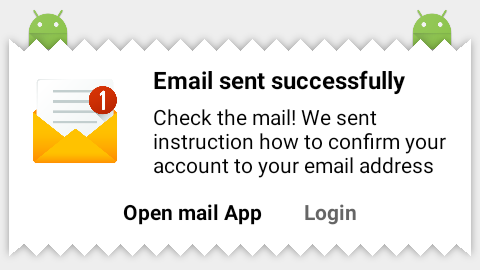 1
Email sent successfully
Check the mail! We sent
instruction how to confirm your
account to your email address
Open mail App
Login